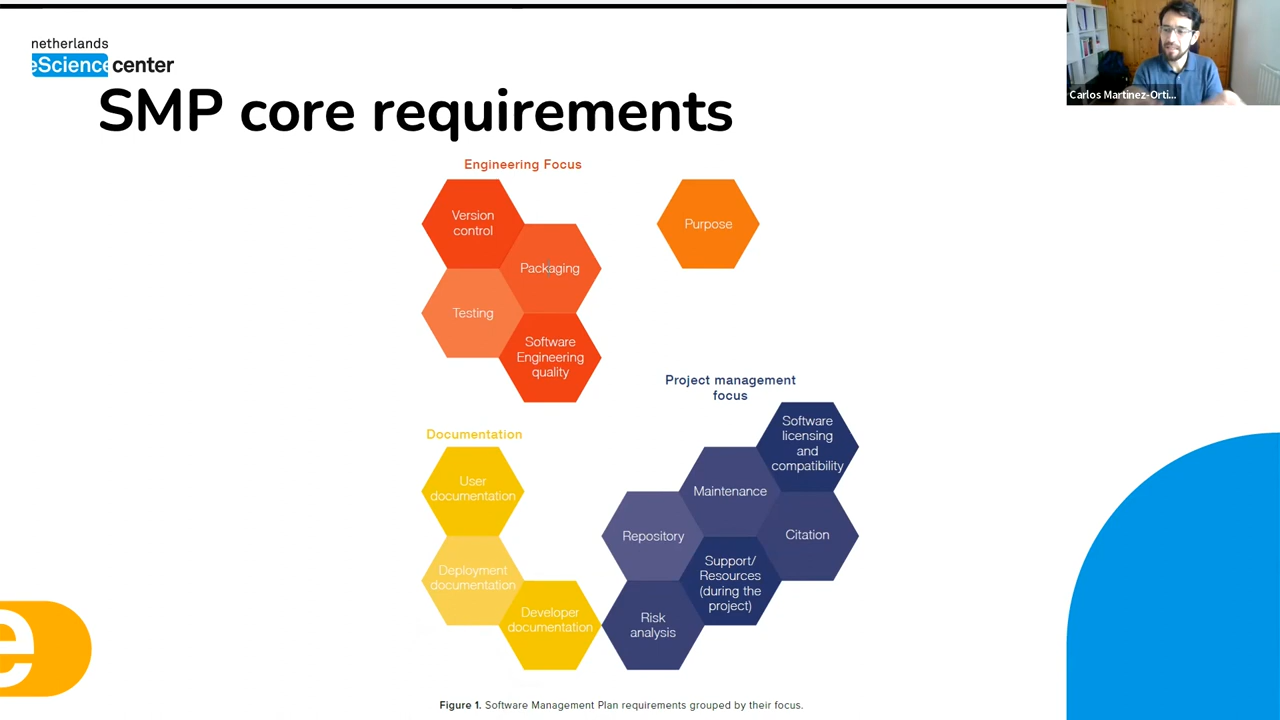 netherlands
eScience center
SMP core requirements
Carlos Martinez-Orti...
Engineering Focus
Version
control
Packaging
Testing
Software
Engineering
quality
Purpose
Project management
focus
Software
licensing
and
compatibility
Maintenance
Citation
Repository
Support/
Resources
(during the
project)
Risk
analysis
Documentation
User
documentation
Deployment
documentation
Developer
documentation
e
Figure 1. Software Management Plan requirements grouped by their focus.